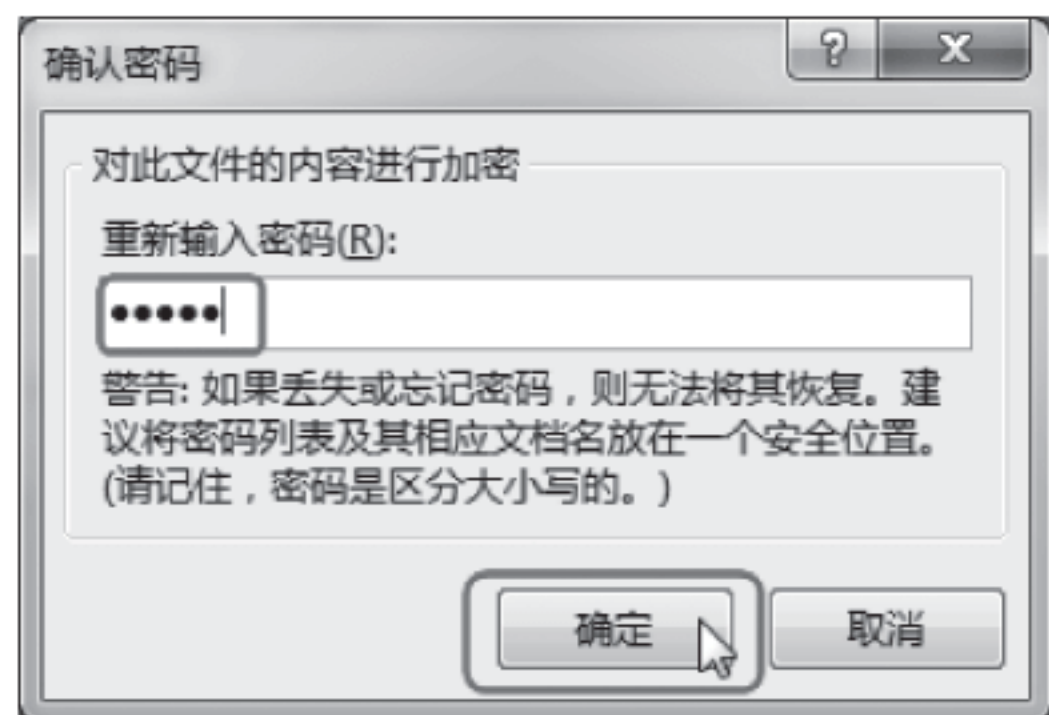 确认密码
对此文件的内容进行加密
重新输入密码(R):
•••••
警告: 如果丢失或忘记密码，则无法将其恢复。建
议将密码列表及其相应文档名放在一个安全位置。
(请记住，密码是区分大小写的。)
确定 取消